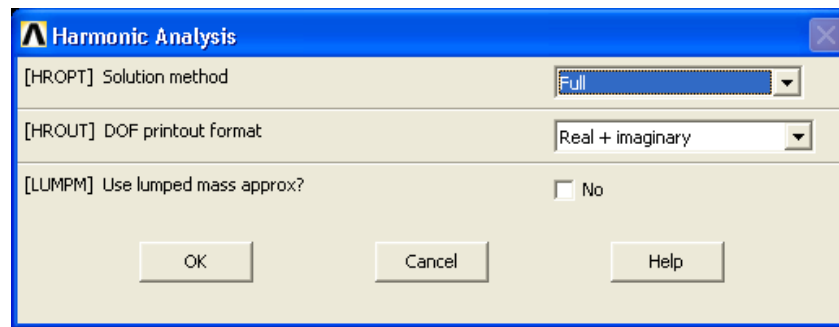 Harmonic Analysis
[HROPT] Solution method Full
[HROUT] DOF printout format Real + imaginary
[LUMPM] Use lumped mass approx? No
OK Cancel Help